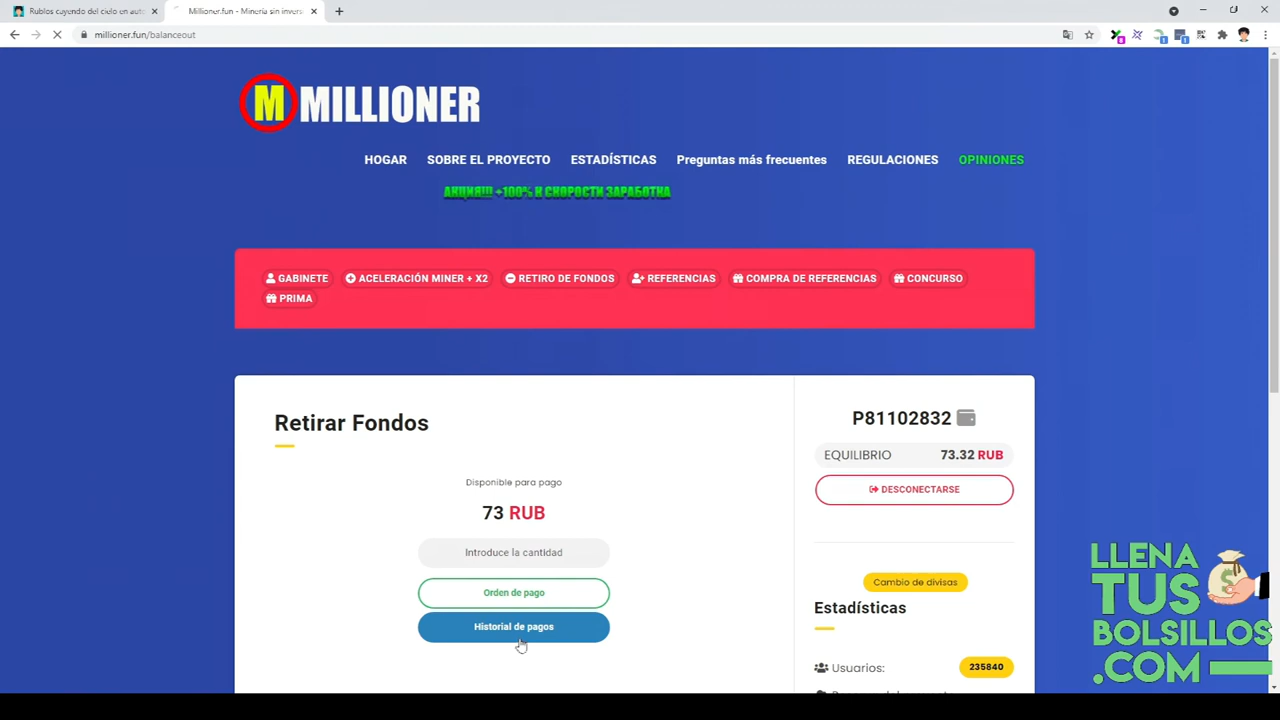 Rublos cuyendo del cielo en auto
Millioner.fun - Minería sin invers
millioner.fun/balanceout
M MILLIONER
HOGAR SOBRE EL PROYECTO ESTADÍSTICAS Preguntas más frecuentes REGULACIONES OPINIONES
АКЦИЯ!!! +100% К СКОРОСТИ ЗАРАБОТКА
GABINETE ACELERACIÓN MINER + X2 RETIRO DE FONDOS REFERENCIAS COMPRA DE REFERENCIAS CONCURSO
PRIMA
Retirar Fondos
Disponible para pago
73 RUB
Introduce la cantidad
Orden de pago
Historial de pagos
P81102832
EQUILIBRIO 73.32 RUB
DESCONECTARSE
Cambio de divisas
Estadísticas
Usuarios: 235840
LLENA
TUS
BOLSILLOS
.COM